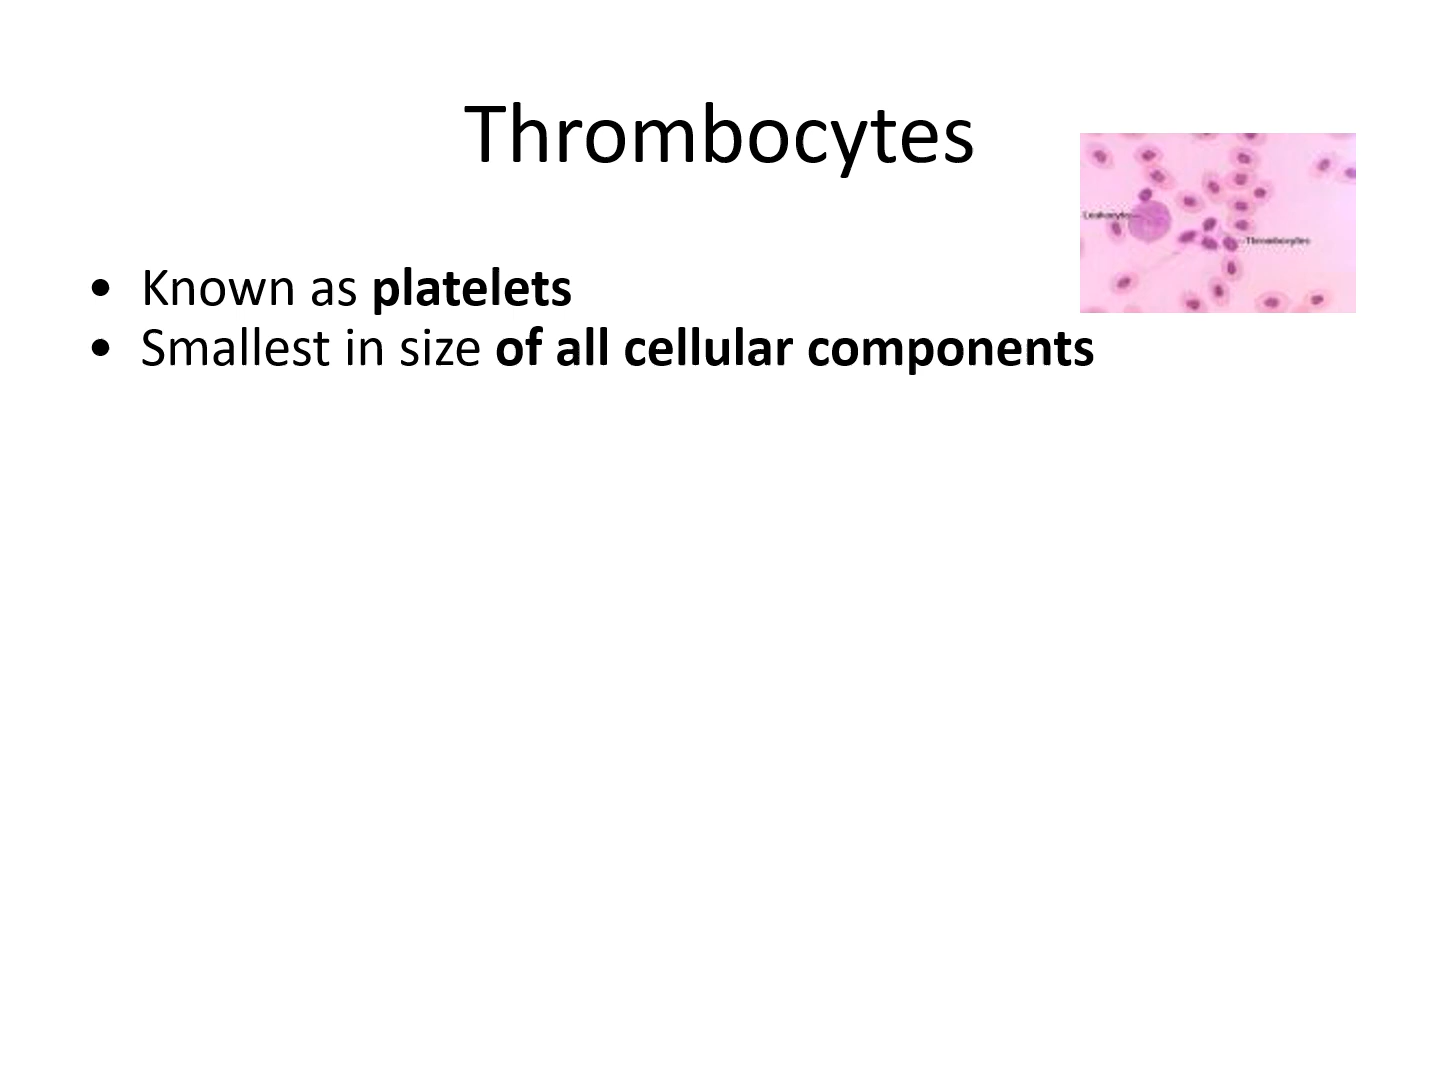 Thrombocytes
Leukocyte
Thrombocytes
• Known as platelets
• Smallest in size of all cellular components